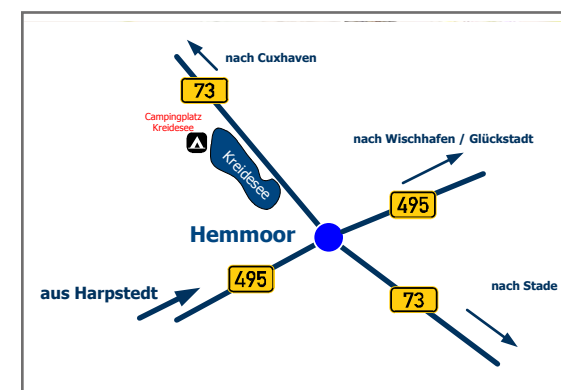 nach Cuxhaven
73
Campingplatz
Kreidesee
Kreidesee
nach Wischhafen / Glückstadt
495
Hemmoor
495
aus Harpstedt
73
nach Stade